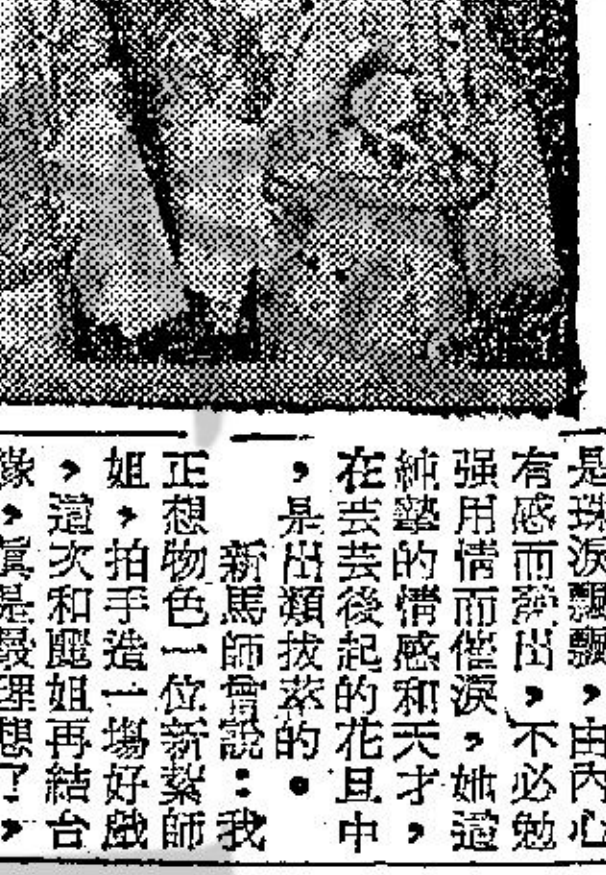 是珠淚飄飄，由內心
有感而發出，不必勉
强用情而催淚，她這
純藝的情感和天才，
在芸芸後起的花旦中
，是出類拔萃的。
新馬師曾說：我
正想物色一位新紮師
姐，拍手造一塲好戲
，這次和麗姐再結台
緣，眞是最理想了，